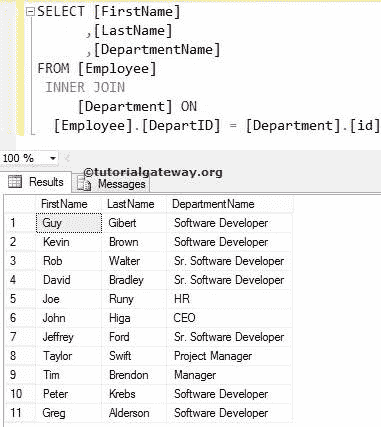 SELECT [FirstName]
,[LastName]
,[DepartmentName]
FROM [Employee]
INNER JOIN
[Department] ON
[Employee].[DepartID] = [Department].[id]
100 %
©tutorialgateway.org
Results Messages
FirstName LastName DepartmentName
1 Guy Gibert Software Developer
2 Kevin Brown Software Developer
3 Rob Walter Sr. Software Developer
4 David Bradley Sr. Software Developer
5 Joe Runy HR
6 John Higa CEO
7 Jeffrey Ford Sr. Software Developer
8 Taylor Swift Project Manager
9 Tim Brendon Manager
10 Peter Krebs Software Developer
11 Greg Alderson Software Developer